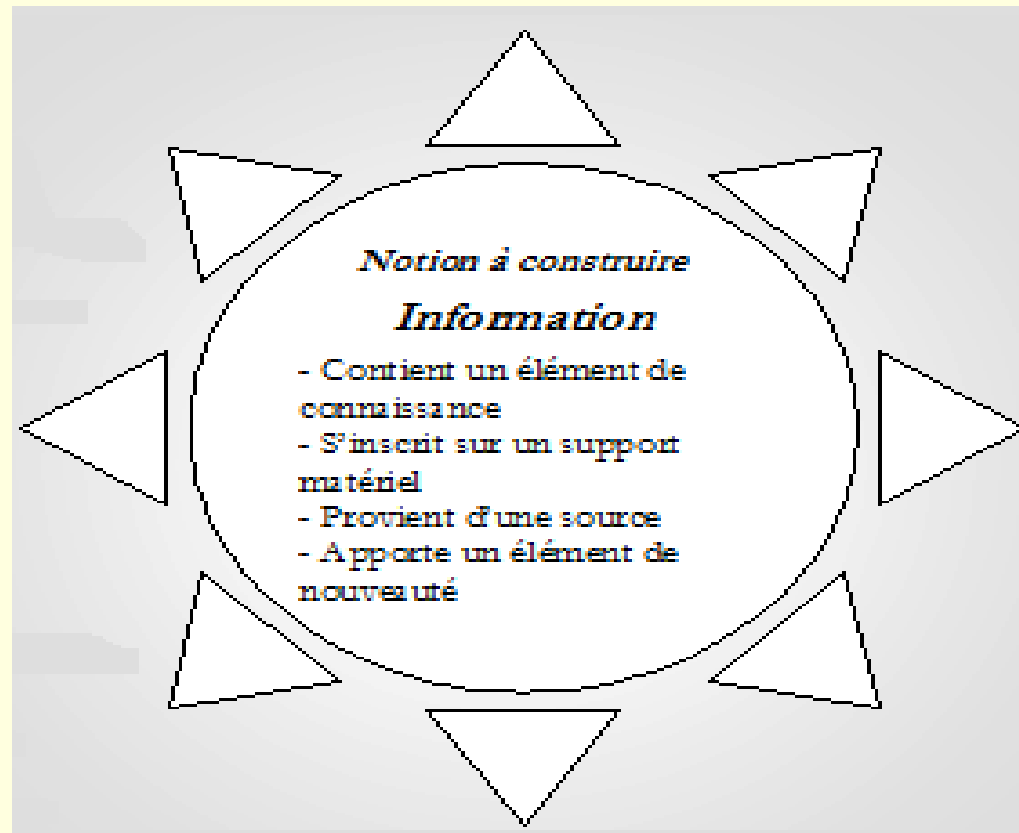 Notion à construire
Information
- Contient un élément de
connaissance
- S'inscrit sur un support
matériel
- Provient d'une source
- Apporte un élément de
nouveauté